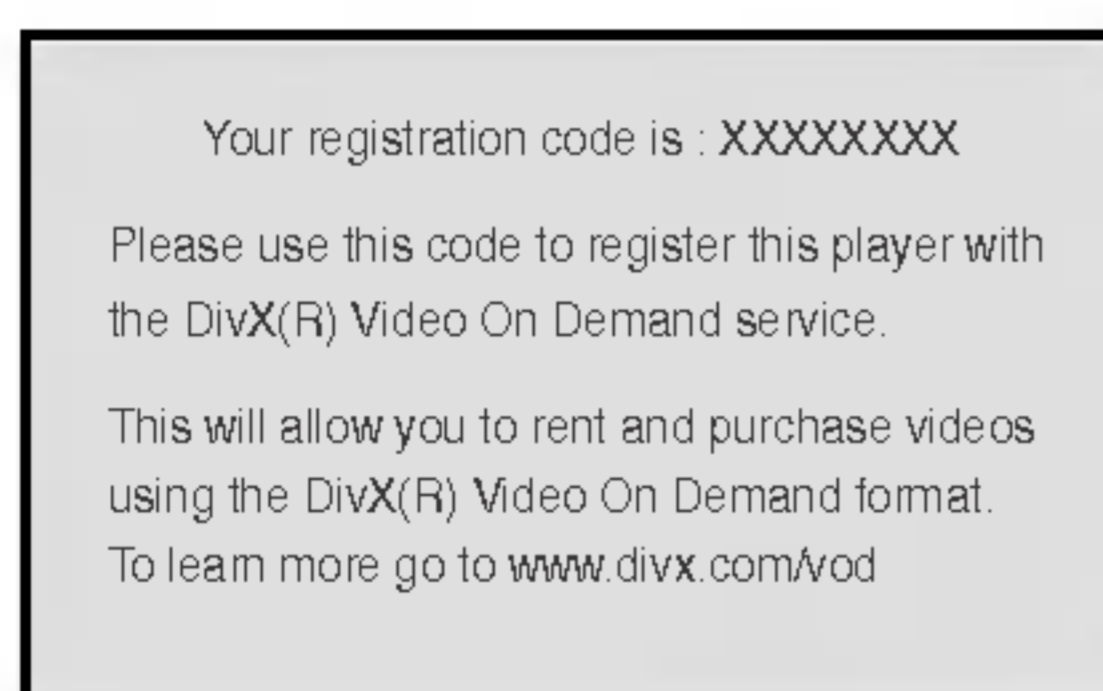 Your registration code is : XXXXXXXX
Please use this code to register this player with
the DivX(R) Video On Demand service.
This will allow you to rent and purchase videos
using the DivX(R) Video On Demand format.
To learn more go to www.divx.com/vod